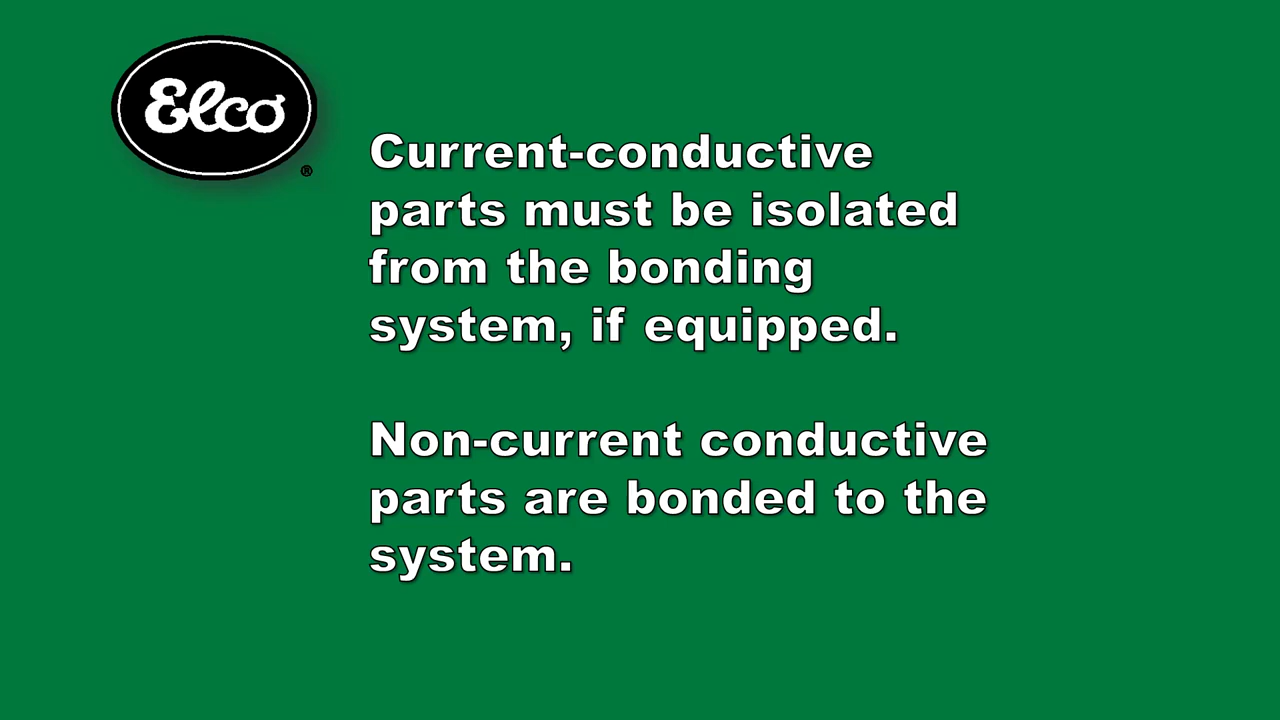 Elco
®
Current-conductive
parts must be isolated
from the bonding
system, if equipped.
Non-current conductive
parts are bonded to the
system.